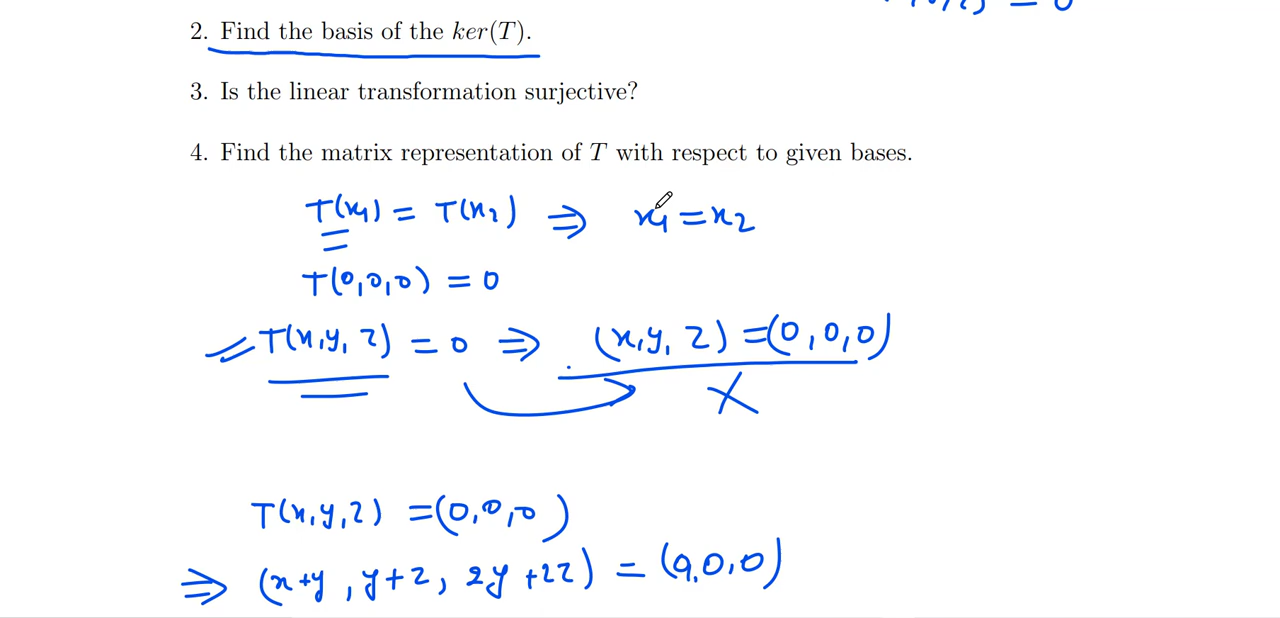 = 0
2. Find the basis of the ker(T).
3. Is the linear transformation surjective?
4. Find the matrix representation of T with respect to given bases.
T(x₁) = T(x₂) ⇒ x₁ = x₂
T(0,0,0) = 0
T(x,y,z) = 0 ⇒ (x,y,z) = (0,0,0)
X
T(x,y,z) = (0,0,0)
⇒ (x+y, y+z, 2y+2z) = (0,0,0)